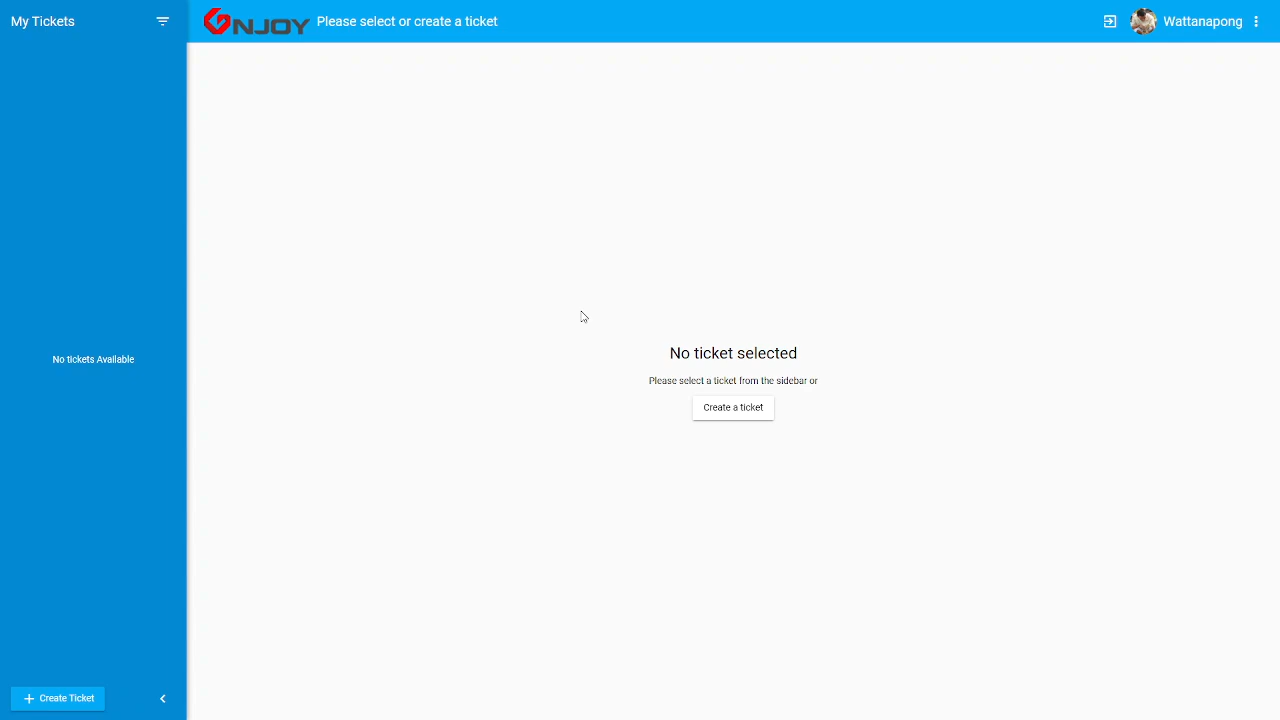 My Tickets
GNJOY Please select or create a ticket
Wattanapong
No tickets Available
No ticket selected
Please select a ticket from the sidebar or
Create a ticket
Create Ticket